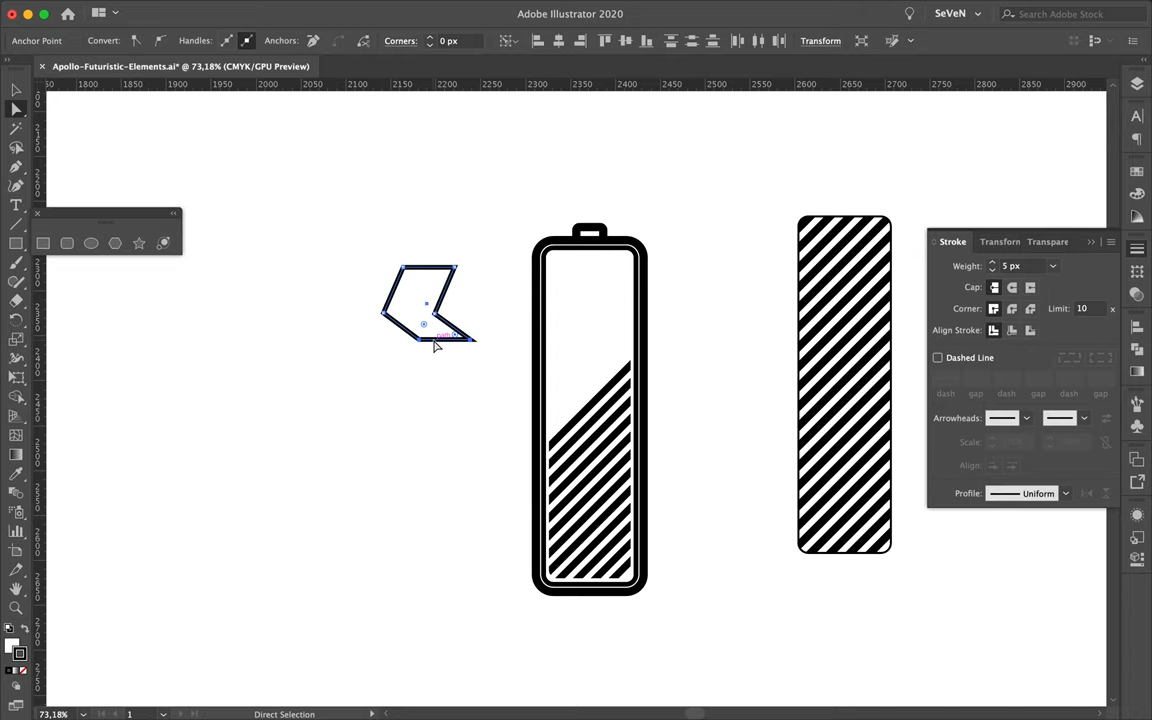 Adobe Illustrator 2020
SeVeN
Search Adobe Stock
Anchor Point
Convert:
Handles:
Anchors:
Corners:
0 px
Transform
Apollo-Futuristic-Elements.ai* @ 73,18% (CMYK/GPU Preview)
1800 1850 1900 1950 2000 2050 2100 2150 2200 2250 2300 2350 2400 2450 2500 2550 2600 2650 2700 2750 2800 2850 2900
Stroke
Transform
Transpare
Weight:
5 px
Cap:
Corner:
Limit:
10
x
Align Stroke:
Dashed Line
dash gap dash gap dash gap
Arrowheads:
Scale:
Align:
Profile:
Uniform
path
73,18%
1
Direct Selection